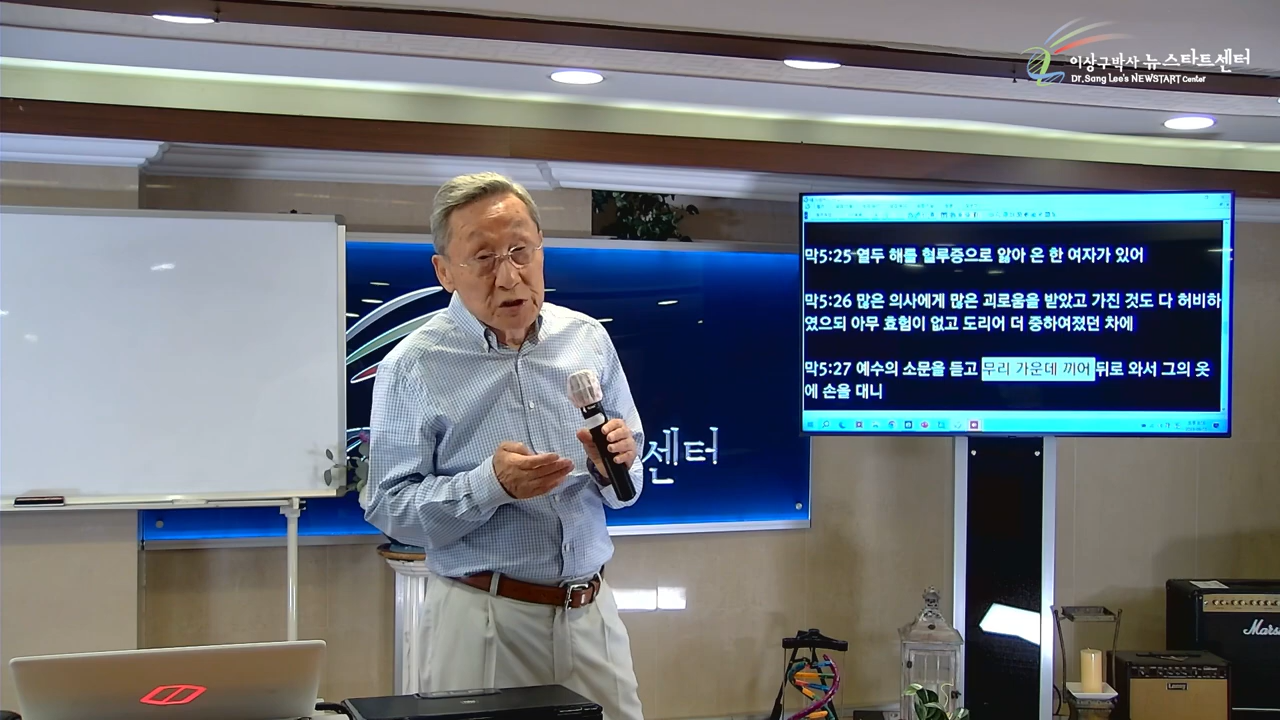 이상구박사 뉴스타트센터
Dr. Sang Lee's NEWSTART Center
막5:25 열두 해를 혈루증으로 앓아 온 한 여자가 있어
막5:26 많은 의사에게 많은 괴로움을 받았고 가진 것도 다 허비하
였으되 아무 효험이 없고 도리어 더 중하여졌던 차에
막5:27 예수의 소문을 듣고 무리 가운데 끼어 뒤로 와서 그의 옷
에 손을 대니
센터
Laney